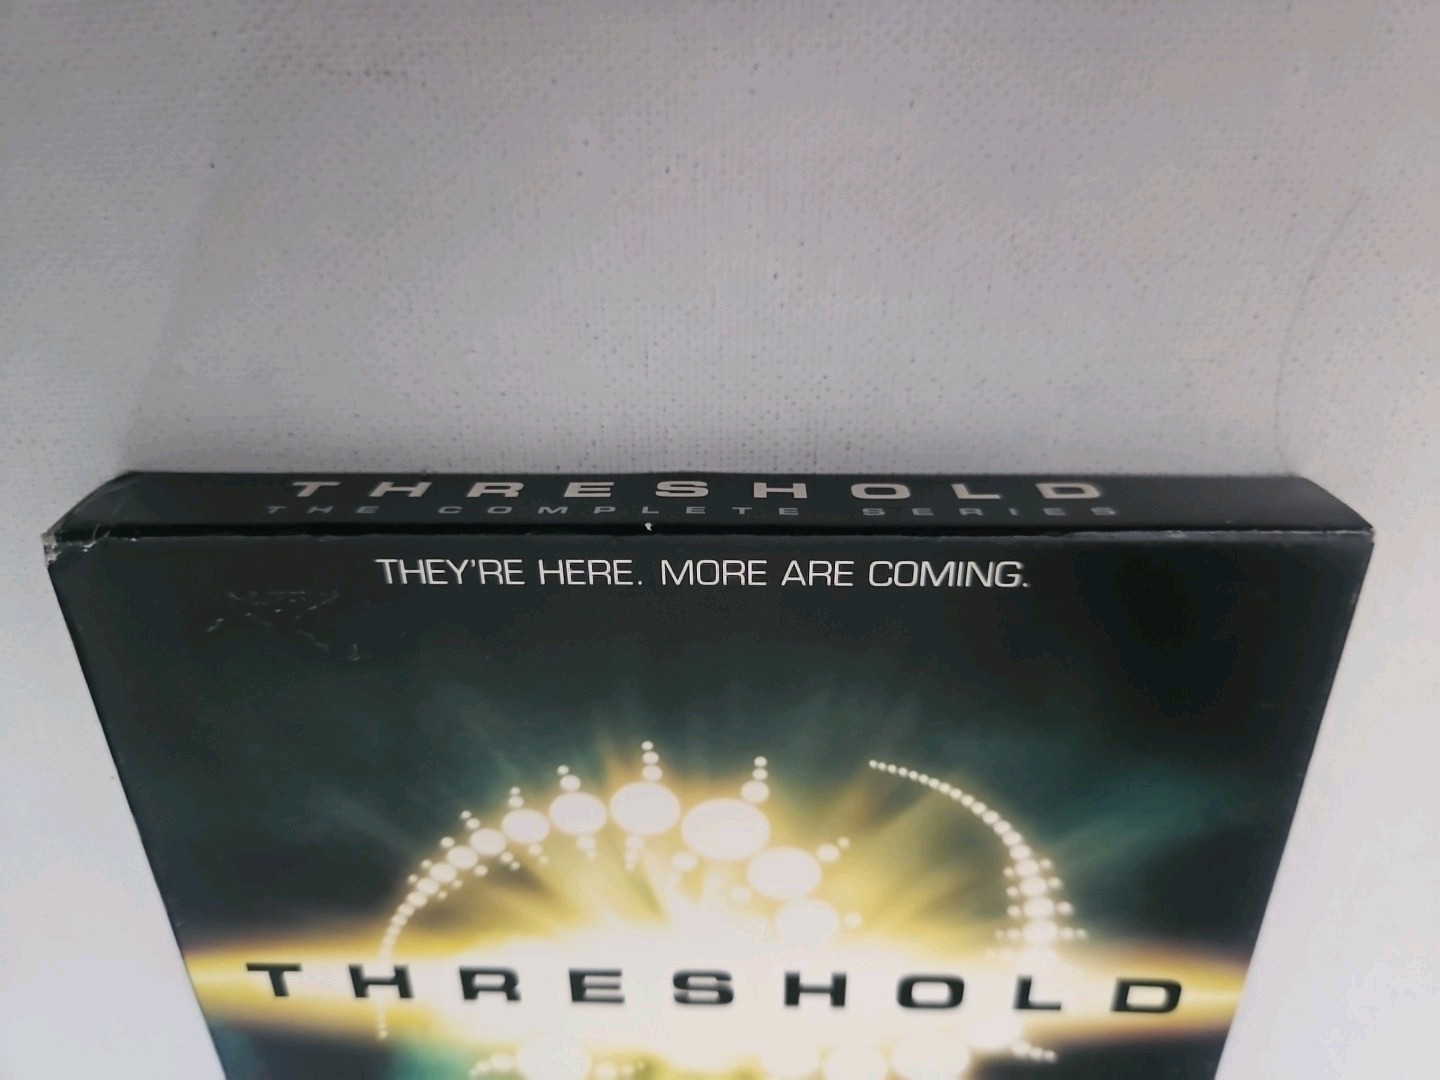 THRESHOLD
THE COMPLETE SERIES
THEY'RE HERE. MORE ARE COMING.
THRESHOLD